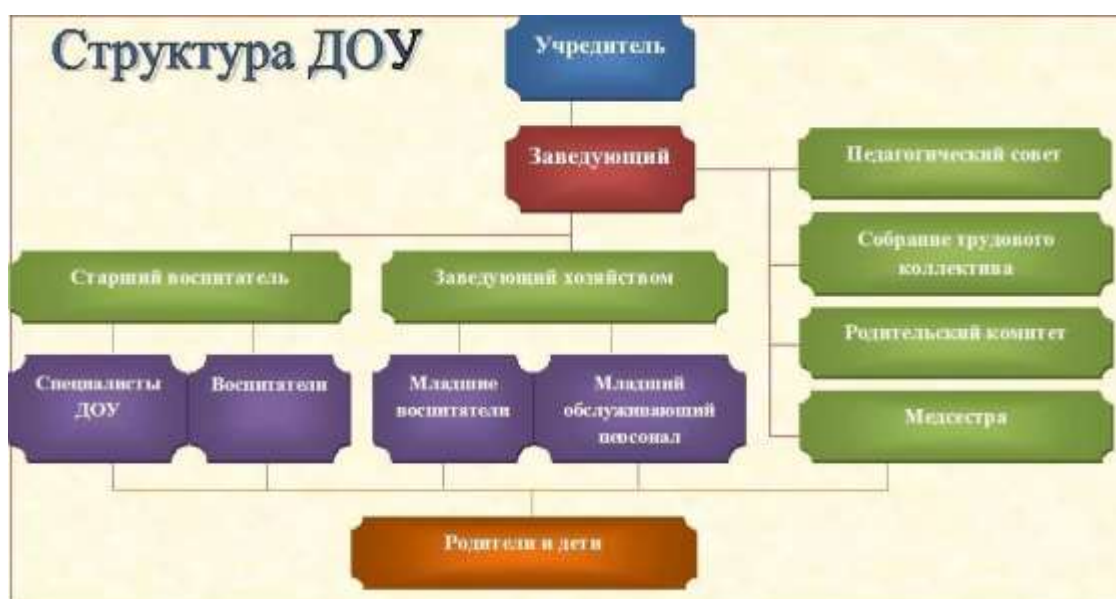 Структура ДОУ
Учредитель
Заведующий
Педагогический совет
Собрание трудового
коллектива
Родительский комитет
Медсестра
Старший воспитатель
Заведующий хозяйством
Специалисты
ДОУ
Воспитатели
Младшие
воспитатели
Младший
обслуживающий
персонал
Родители и дети